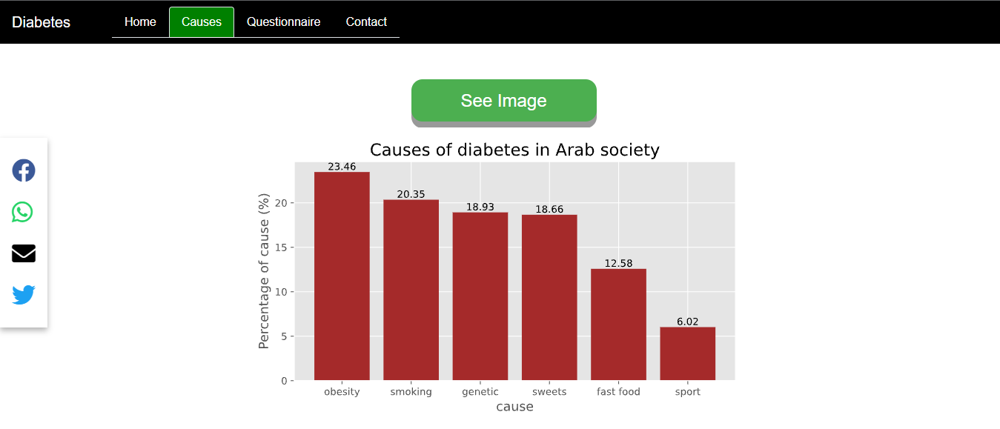 Diabetes Home Causes Questionnaire Contact
See Image
Causes of diabetes in Arab society
23.46
20.35
18.93
18.66
12.58
6.02
Percentage of cause (%)
20
15
10
5
0
obesity smoking genetic sweets fast food sport
cause